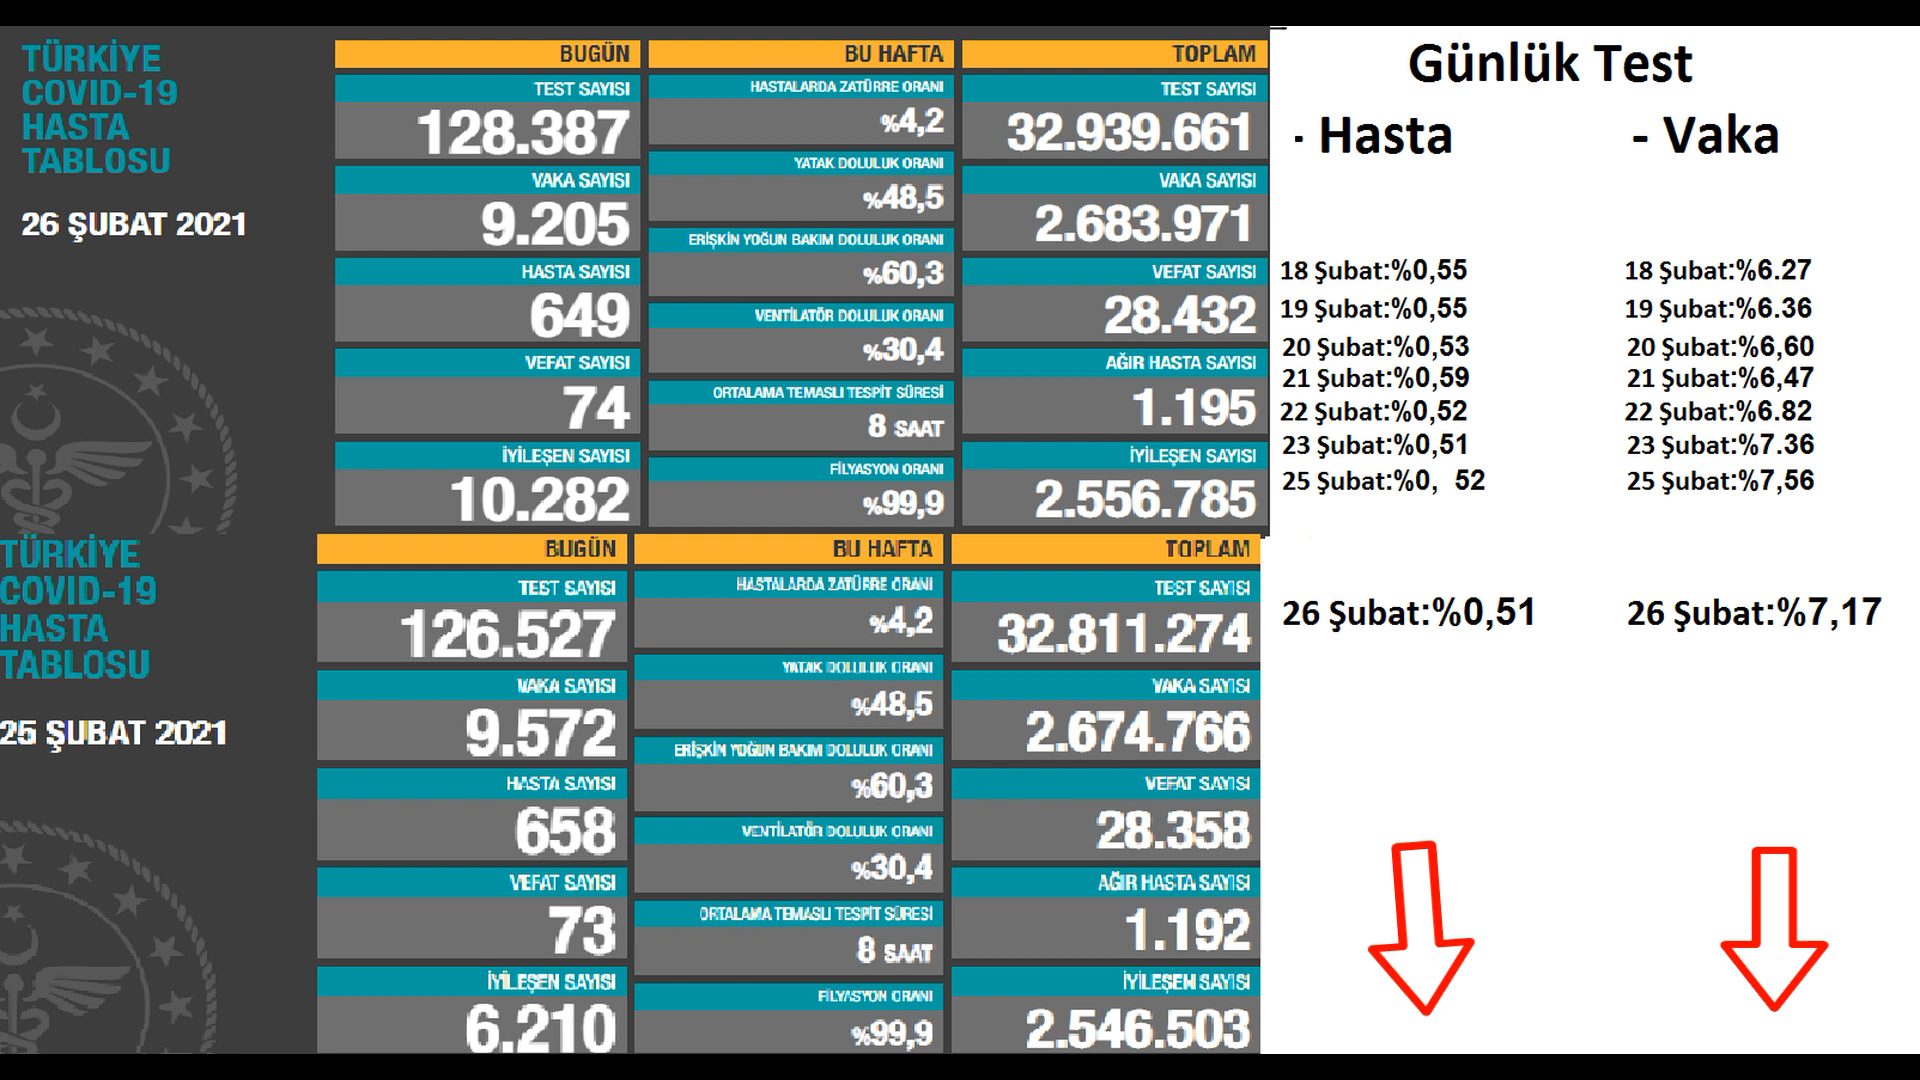 TÜRKİYE
COVID-19
HASTA
TABLOSU
26 ŞUBAT 2021
BUGÜN
TEST SAYISI
128.387
VAKA SAYISI
9.205
HASTA SAYISI
649
VEFAT SAYISI
74
İYİLEŞEN SAYISI
10.282
BU HAFTA
HASTALARDA ZATÜRRE ORANI
%4,2
YATAK DOLULUK ORANI
%48,5
ERİŞKİN YOĞUN BAKIM DOLULUK ORANI
%60,3
VENTİLATÖR DOLULUK ORANI
%30,4
ORTALAMA TEMASLI TESPİT SÜRESİ
8 SAAT
FİLYASYON ORANI
%99,9
TOPLAM
TEST SAYISI
32.939.661
VAKA SAYISI
2.683.971
VEFAT SAYISI
28.432
AĞIR HASTA SAYISI
1.195
İYİLEŞEN SAYISI
2.556.785
TÜRKİYE
COVID-19
HASTA
TABLOSU
25 ŞUBAT 2021
BUGÜN
TEST SAYISI
126.527
VAKA SAYISI
9.572
HASTA SAYISI
658
VEFAT SAYISI
73
İYİLEŞEN SAYISI
6.210
BU HAFTA
HASTALARDA ZATÜRRE ORANI
%4,2
YATAK DOLULUK ORANI
%48,5
ERİŞKİN YOĞUN BAKIM DOLULUK ORANI
%60,3
VENTİLATÖR DOLULUK ORANI
%30,4
ORTALAMA TEMASLI TESPİT SÜRESİ
8 SAAT
FİLYASYON ORANI
%99,9
TOPLAM
TEST SAYISI
32.811.274
VAKA SAYISI
2.674.766
VEFAT SAYISI
28.358
AĞIR HASTA SAYISI
1.192
İYİLEŞEN SAYISI
2.546.503
Günlük Test
- Hasta
18 Şubat:%0,55
19 Şubat:%0,55
20 Şubat:%0,53
21 Şubat:%0,59
22 Şubat:%0,52
23 Şubat:%0,51
25 Şubat:%0, 52
26 Şubat:%0,51
- Vaka
18 Şubat:%6.27
19 Şubat:%6.36
20 Şubat:%6,60
21 Şubat:%6,47
22 Şubat:%6.82
23 Şubat:%7.36
25 Şubat:%7,56
26 Şubat:%7,17